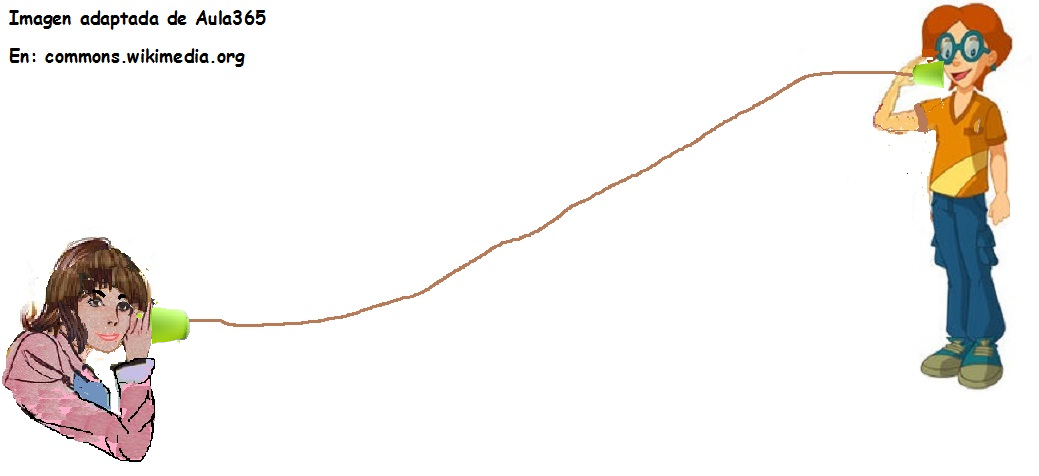 Imagen adaptada de Aula365
En: commons.wikimedia.org